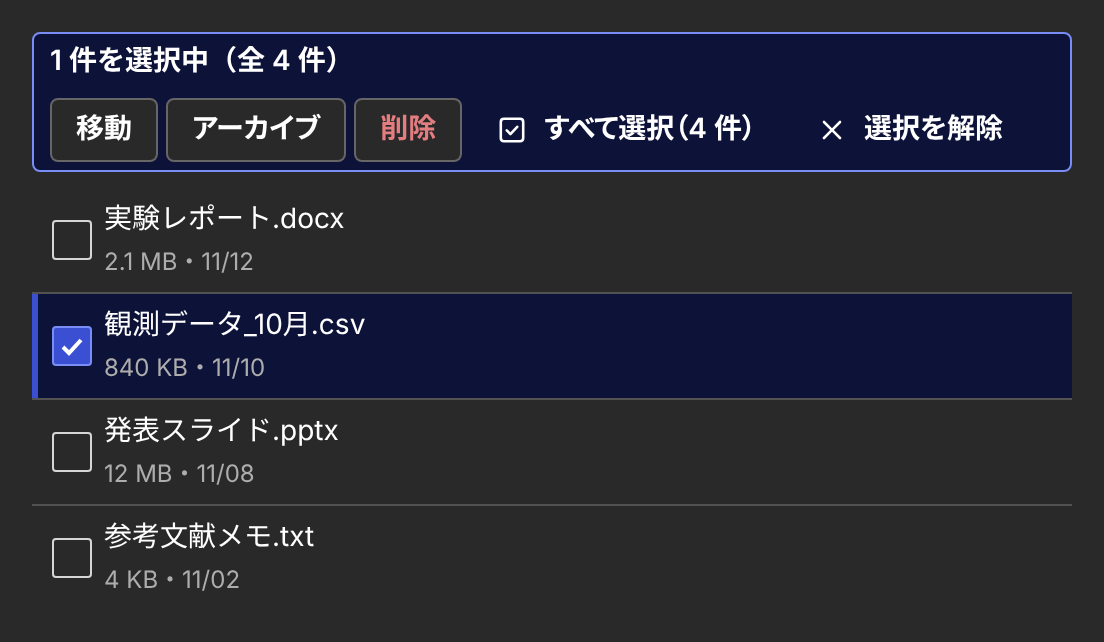 1 件を選択中（全 4 件）
移動 アーカイブ 削除 すべて選択（4 件） 選択を解除
実験レポート.docx
2.1 MB・11/12
観測データ_10月.csv
840 KB・11/10
発表スライド.pptx
12 MB・11/08
参考文献メモ.txt
4 KB・11/02